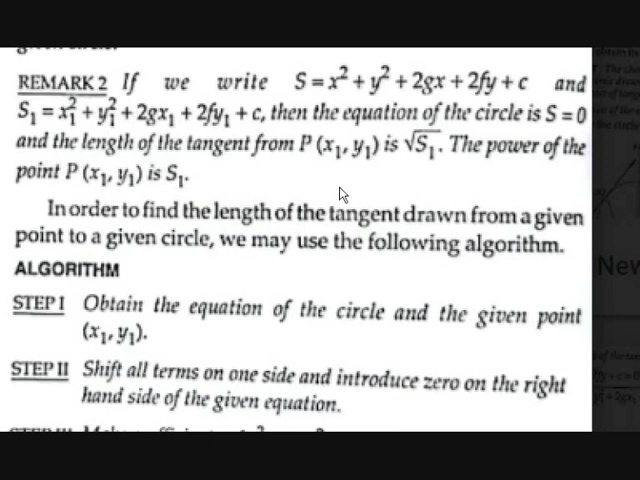 given circle.
REMARK 2 If we write S = x² + y² + 2gx + 2fy + c and
S₁ = x₁² + y₁² + 2gx₁ + 2fy₁ + c, then the equation of the circle is S = 0
and the length of the tangent from P (x₁, y₁) is √S₁. The power of the
point P (x₁, y₁) is S₁.
In order to find the length of the tangent drawn from a given
point to a given circle, we may use the following algorithm.
ALGORITHM
STEP I Obtain the equation of the circle and the given point
(x₁, y₁).
STEP II Shift all terms on one side and introduce zero on the right
hand side of the given equation.
STEP III
New